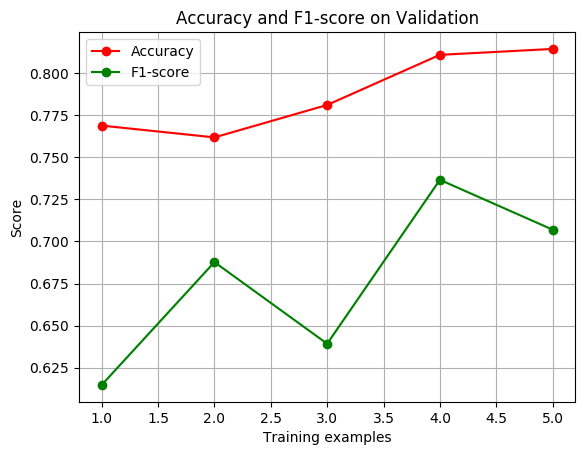 Accuracy and F1-score on Validation
Accuracy
F1-score
0.800
0.775
0.750
0.725
0.700
0.675
0.650
0.625
Score
1.0 1.5 2.0 2.5 3.0 3.5 4.0 4.5 5.0
Training examples